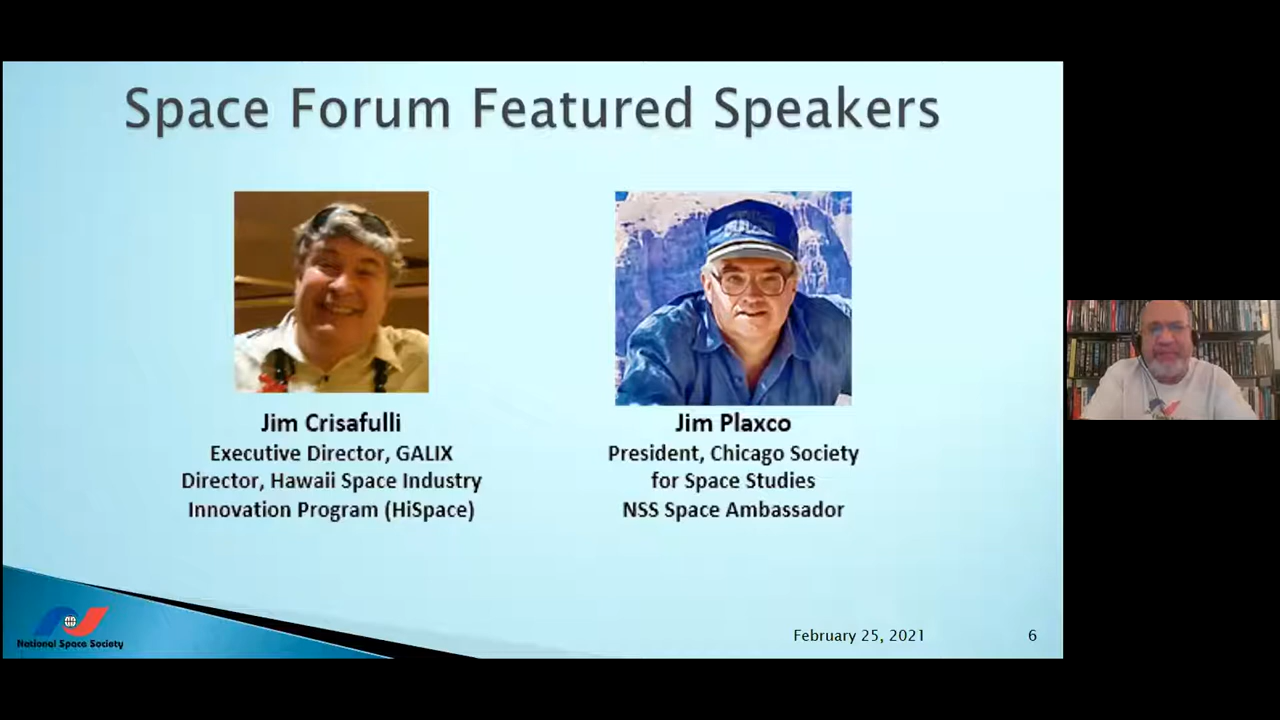 Space Forum Featured Speakers
Jim Crisafulli
Executive Director, GALIX
Director, Hawaii Space Industry
Innovation Program (HiSpace)
Jim Plaxco
President, Chicago Society
for Space Studies
NSS Space Ambassador
National Space Society
February 25, 2021
6